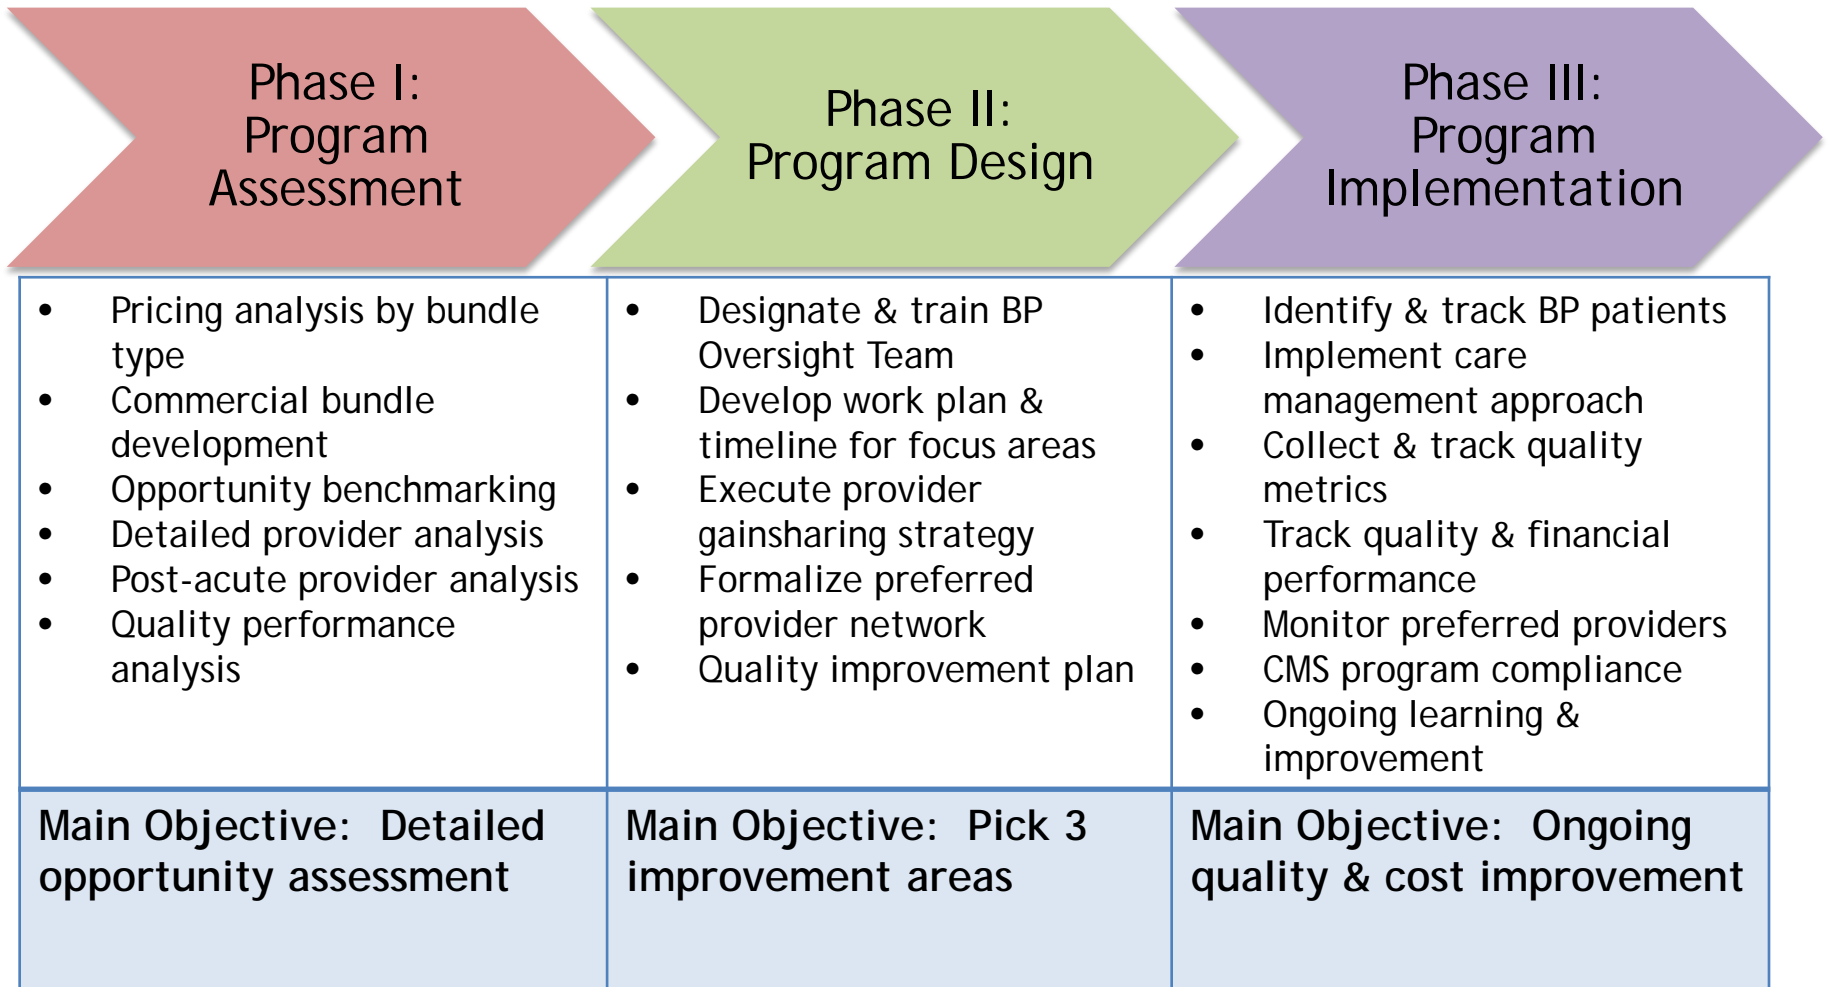 Phase I:
Program
Assessment
Phase II:
Program Design
Phase III:
Program
Implementation
• Pricing analysis by bundle
type
• Commercial bundle
development
• Opportunity benchmarking
• Detailed provider analysis
• Post-acute provider analysis
• Quality performance
analysis
• Designate & train BP
Oversight Team
• Develop work plan &
timeline for focus areas
• Execute provider
gainsharing strategy
• Formalize preferred
provider network
• Quality improvement plan
• Identify & track BP patients
• Implement care
management approach
• Collect & track quality
metrics
• Track quality & financial
performance
• Monitor preferred providers
• CMS program compliance
• Ongoing learning &
improvement
Main Objective: Detailed
opportunity assessment
Main Objective: Pick 3
improvement areas
Main Objective: Ongoing
quality & cost improvement